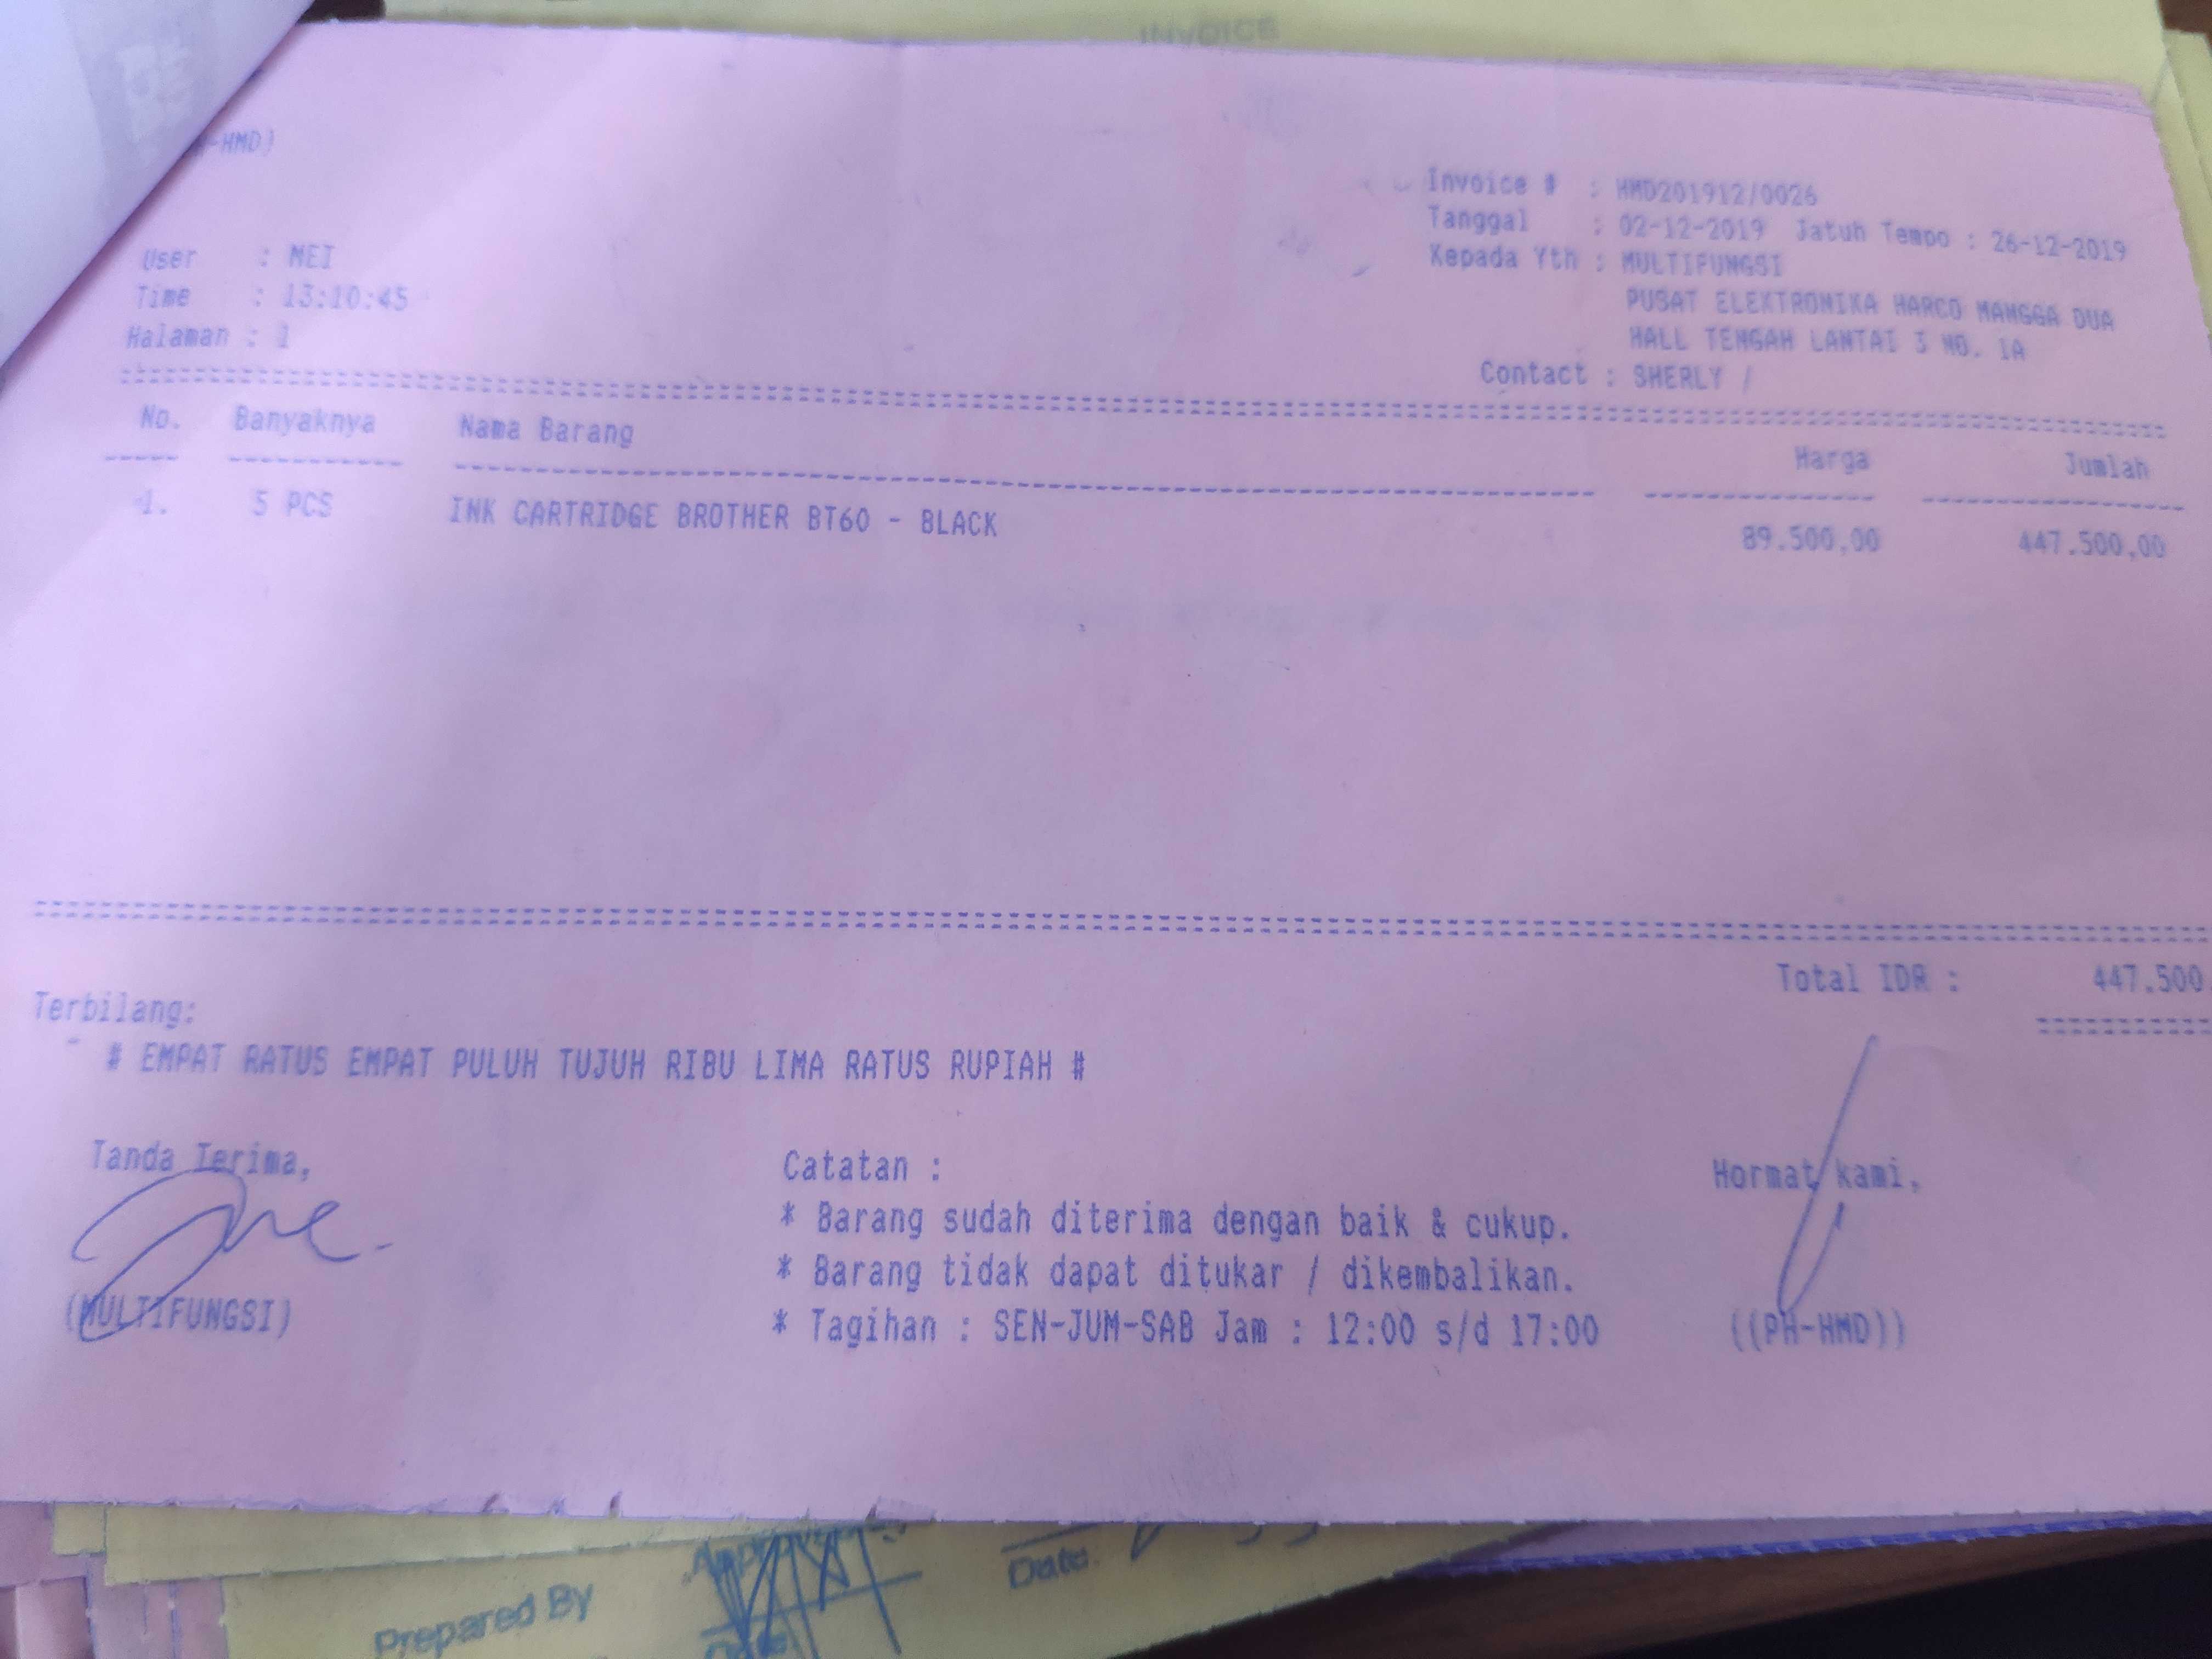 INVOICE
-HMD)
Invoice # : HMD201912/0026
Tanggal : 02-12-2019 Jatuh Tempo : 26-12-2019
Kepada Yth : MULTIFUNGSI
PUSAT ELEKTRONIKA HARCO MANGGA DUA
HALL TENGAH LANTAI 3 NO. 1A
Contact : SHERLY /
User : MEI
Time : 13:10:45
Halaman : 1
No. Banyaknya Nama Barang Harga Jumlah
1. 5 PCS INK CARTRIDGE BROTHER BT60 - BLACK 89.500,00 447.500,00
Total IDR : 447.500
Terbilang:
# EMPAT RATUS EMPAT PULUH TUJUH RIBU LIMA RATUS RUPIAH #
Tanda Terima,
(MULTIFUNGSI)
Catatan :
* Barang sudah diterima dengan baik & cukup.
* Barang tidak dapat ditukar / dikembalikan.
* Tagihan : SEN-JUM-SAB Jam : 12:00 s/d 17:00
Hormat kami,
((PH-HMD))
Prepared By
Date
Date